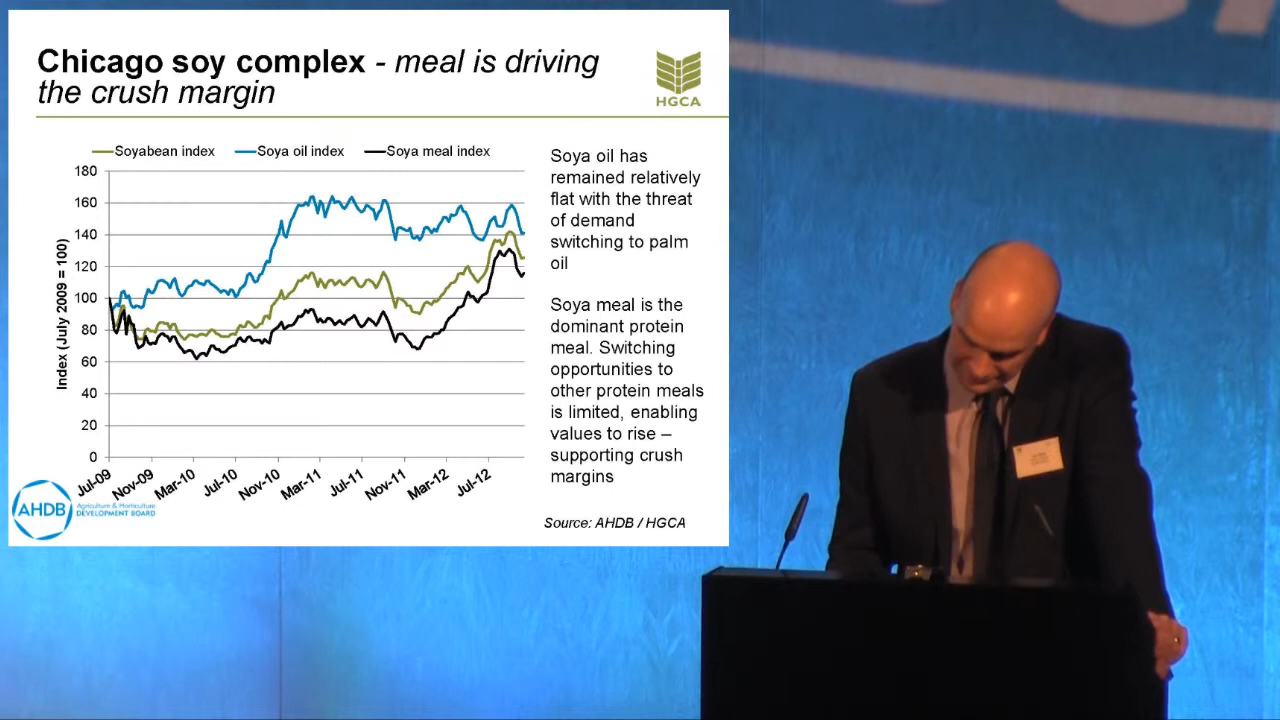 Chicago soy complex - meal is driving
the crush margin
HGCA
Soyabean index
Soya oil index
Soya meal index
Index (July 2009 = 100)
180
160
140
120
100
80
60
40
20
0
Jul-09
Nov-09
Mar-10
Jul-10
Nov-10
Mar-11
Jul-11
Nov-11
Mar-12
Jul-12
Soya oil has
remained relatively
flat with the threat
of demand
switching to palm
oil
Soya meal is the
dominant protein
meal. Switching
opportunities to
other protein meals
is limited, enabling
values to rise –
supporting crush
margins
Source: AHDB / HGCA
AHDB
Agriculture & Horticulture
DEVELOPMENT BOARD